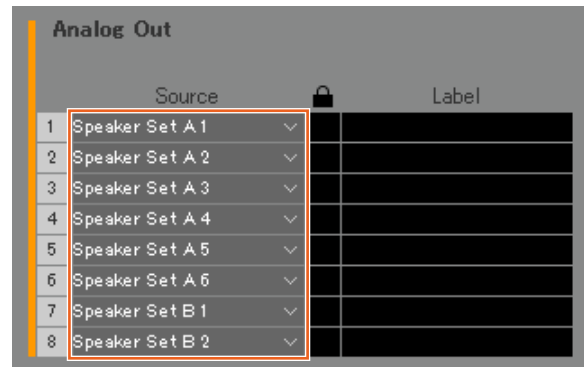 Analog Out
Source Label
1 Speaker Set A 1
2 Speaker Set A 2
3 Speaker Set A 3
4 Speaker Set A 4
5 Speaker Set A 5
6 Speaker Set A 6
7 Speaker Set B 1
8 Speaker Set B 2